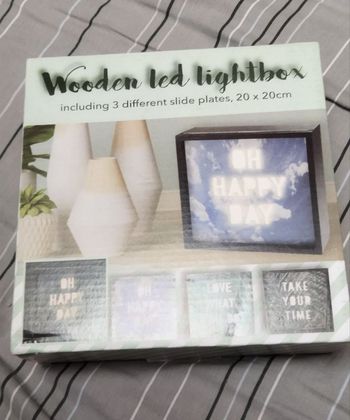 Wooden led lightbox
including 3 different slide plates, 20 x 20cm
OH
HAPPY
DAY
OH
HAPPY
DAY
OH
HAPPY
DAY
LOVE
WHAT
DO
TAKE
YOUR
TIME